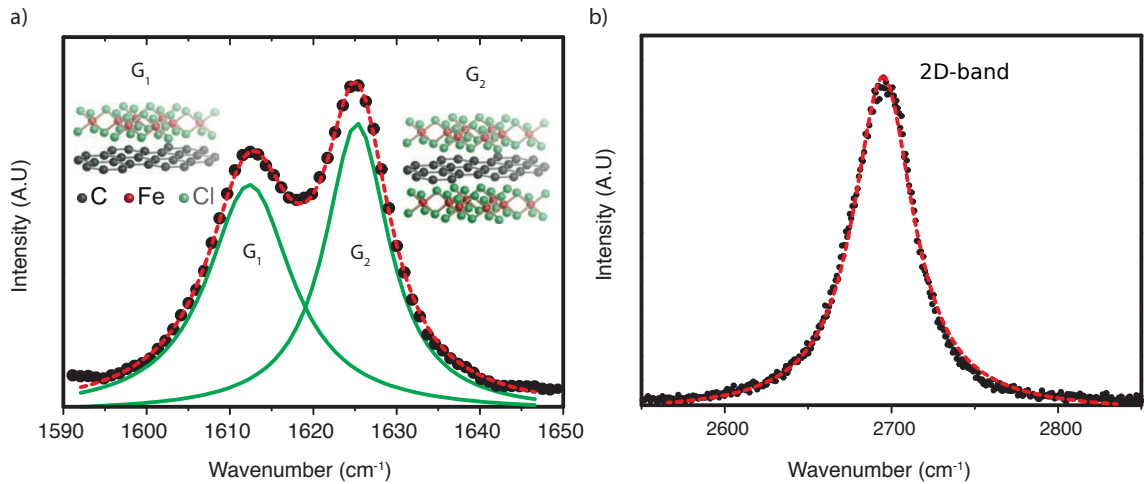 a)
G₁
G₂
C Fe Cl
G₁
G₂
Intensity (A.U)
1590 1600 1610 1620 1630 1640 1650
Wavenumber (cm⁻¹)
b)
2D-band
Intensity (A.U)
2600 2700 2800
Wavenumber (cm⁻¹)